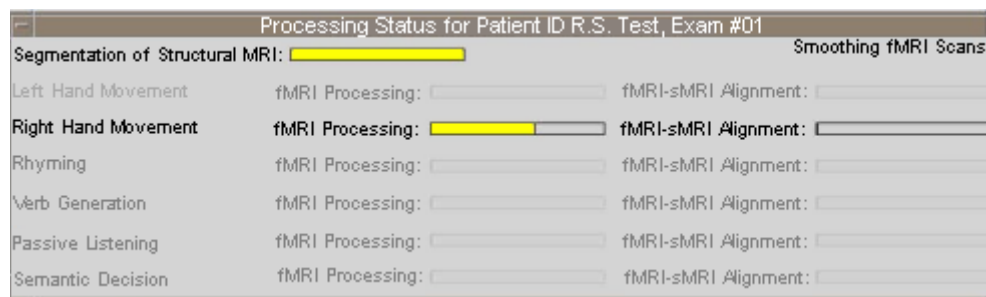 Processing Status for Patient ID R.S. Test, Exam #01
Segmentation of Structural MRI: Smoothing fMRI Scans
Left Hand Movement fMRI Processing: fMRI-sMRI Alignment:
Right Hand Movement fMRI Processing: fMRI-sMRI Alignment:
Rhyming fMRI Processing: fMRI-sMRI Alignment:
Verb Generation fMRI Processing: fMRI-sMRI Alignment:
Passive Listening fMRI Processing: fMRI-sMRI Alignment:
Semantic Decision fMRI Processing: fMRI-sMRI Alignment: